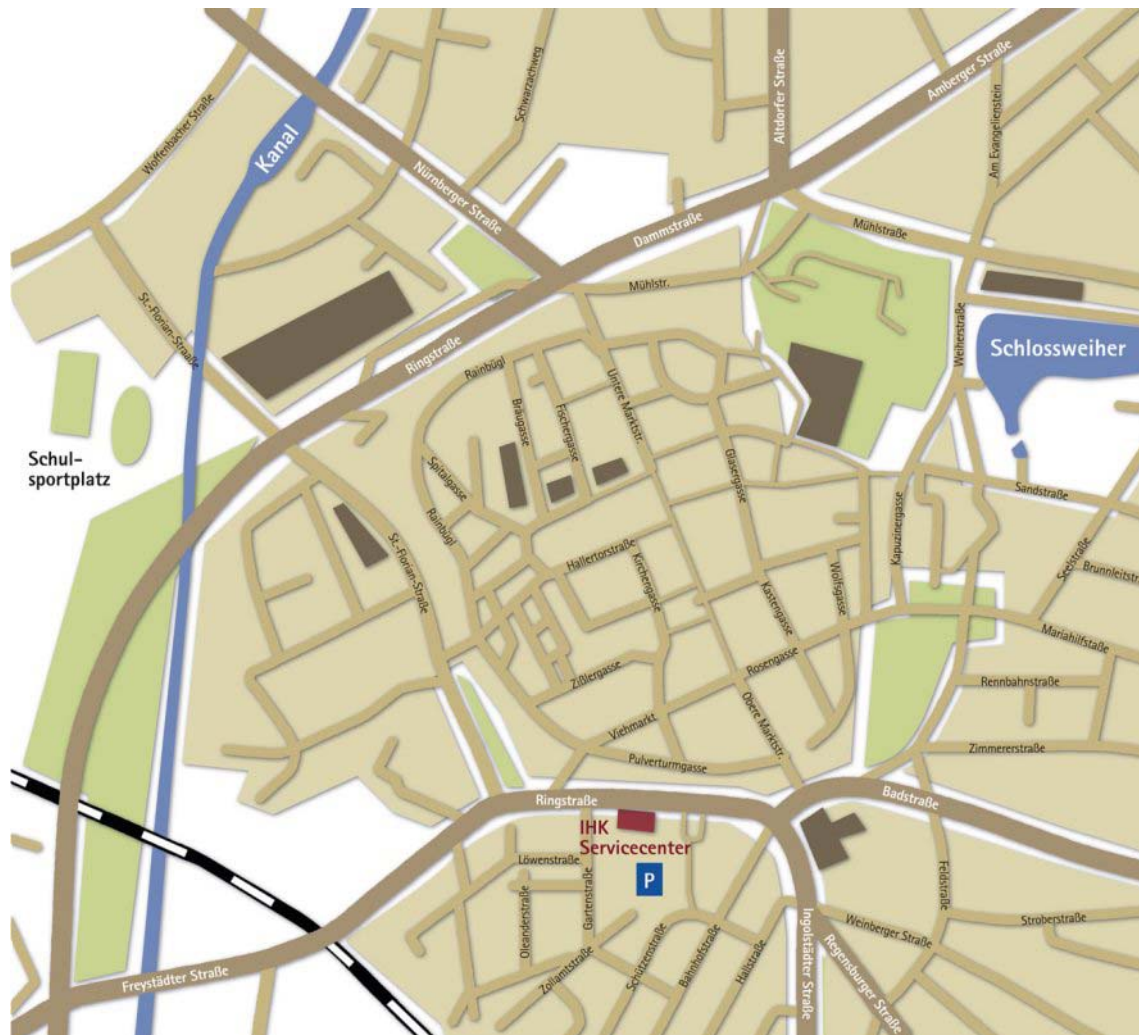 Woffenbacher Straße
Kanal
Schwarzachweg
Altdorfer Straße
Amberger Straße
Am Evangelienstein
Nürnberger Straße
Dammstraße
Mühlstraße
Mühlstr.
St.-Florian-Straaße
Ringstraße
Weiherstraße
Schlossweiher
Rainbügl
Bräugasse
Fischergasse
Untere Marktstr.
Glasergasse
Schul-
sportplatz
Spitalgasse
Rainbügl
Sandstraße
St.-Florian-Straße
Hallertorstraße
Kirchengasse
Kastengasse
Wolfsgasse
Kapuzinergasse
Seelstraße
Brunnleitstr.
Mariahilfstaße
Zißlergasse
Rosengasse
Rennbahnstraße
Viehmarkt
Obere Marktstr.
Pulverturmgasse
Zimmererstraße
Ringstraße
Badstraße
IHK
Servicecenter
P
Löwenstraße
Oleanderstraße
Gartenstraße
Feldstraße
Weinberger Straße
Stroberstraße
Zollamtstraße
Schützenstraße
Bahnhofstraße
Hallstraße
Ingolstädter Straße
Regensburger Straße
Freystädter Straße